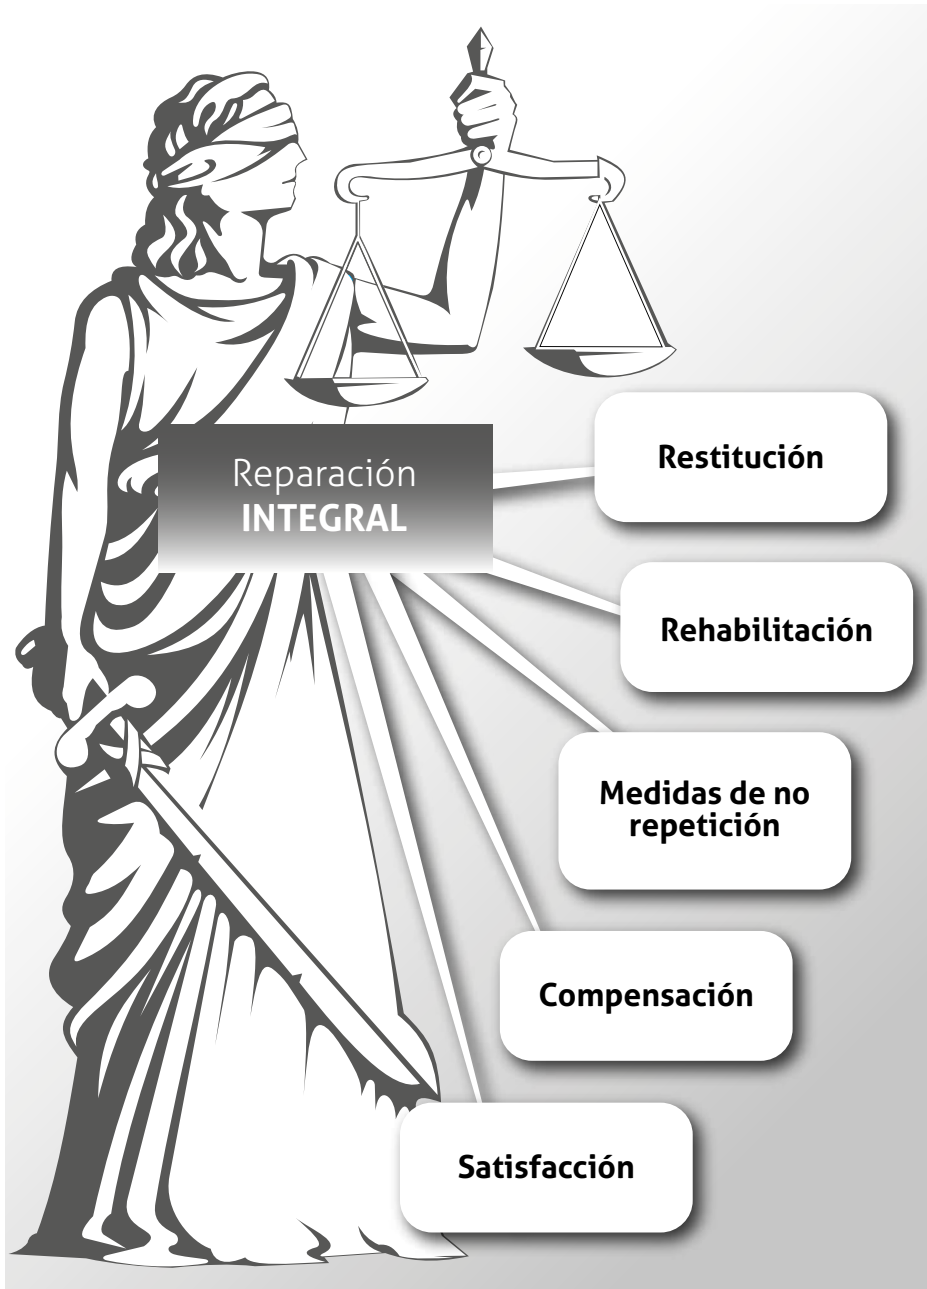 Reparación
INTEGRAL
Restitución
Rehabilitación
Medidas de no
repetición
Compensación
Satisfacción